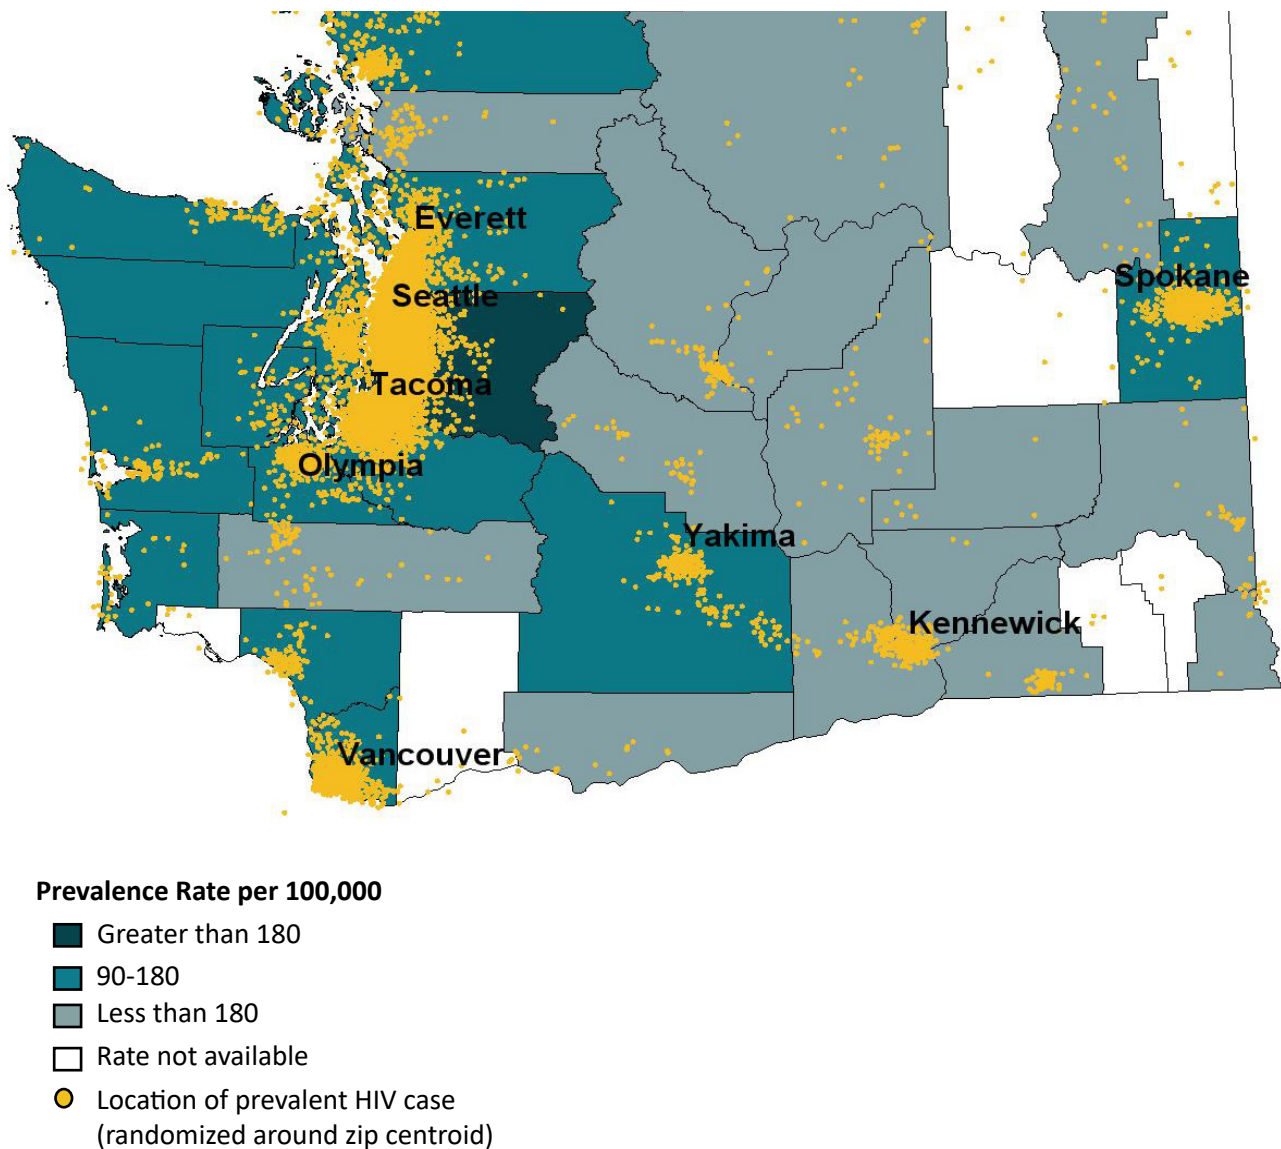 Everett
Seattle
Spokane
Tacoma
Olympia
Yakima
Kennewick
Vancouver
Prevalence Rate per 100,000
Greater than 180
90-180
Less than 180
Rate not available
Location of prevalent HIV case
(randomized around zip centroid)